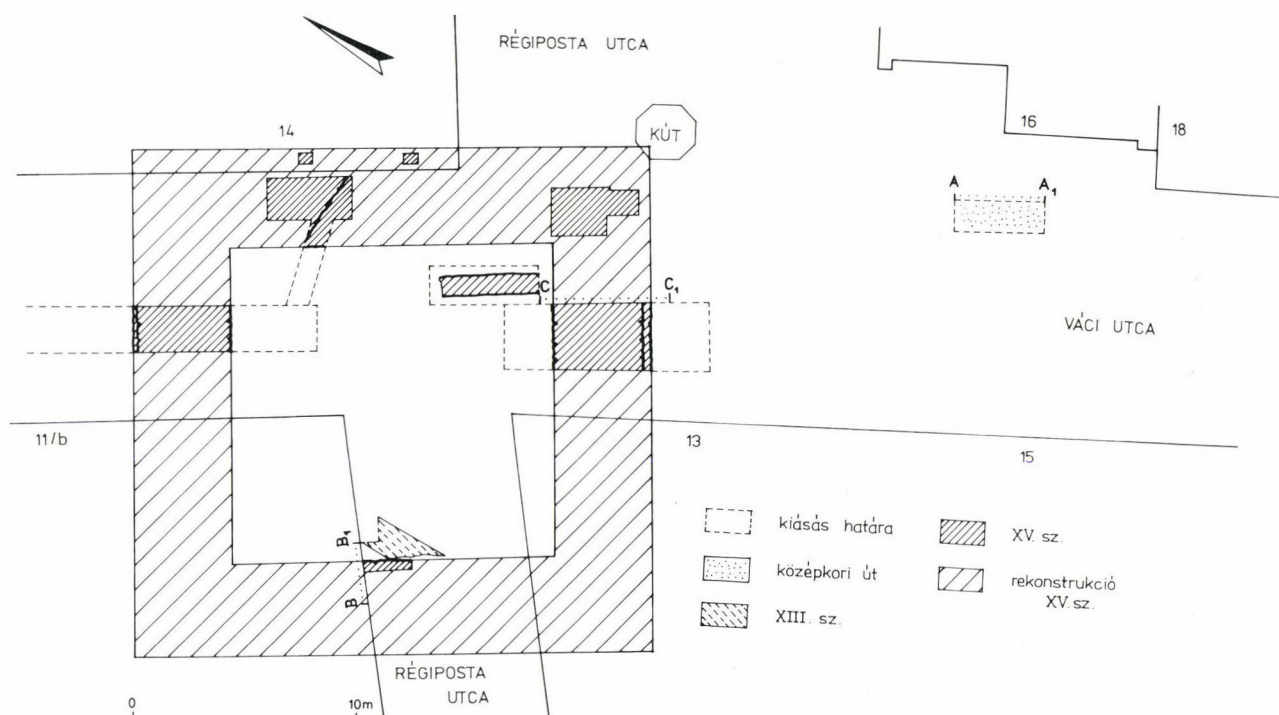 RÉGIPOSTA UTCA
14
KÚT
16
18
A
A₁
C
C₁
VÁCI UTCA
11/b
13
15
B₁
B
kiásás határa
középkori út
XIII. sz.
XV. sz.
rekonstrukció
XV. sz.
RÉGIPOSTA
UTCA
0
10m